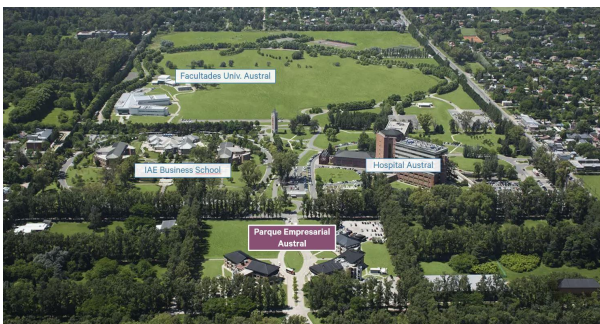 Facultades Univ. Austral
IAE Business School
Hospital Austral
Parque Empresarial
Austral